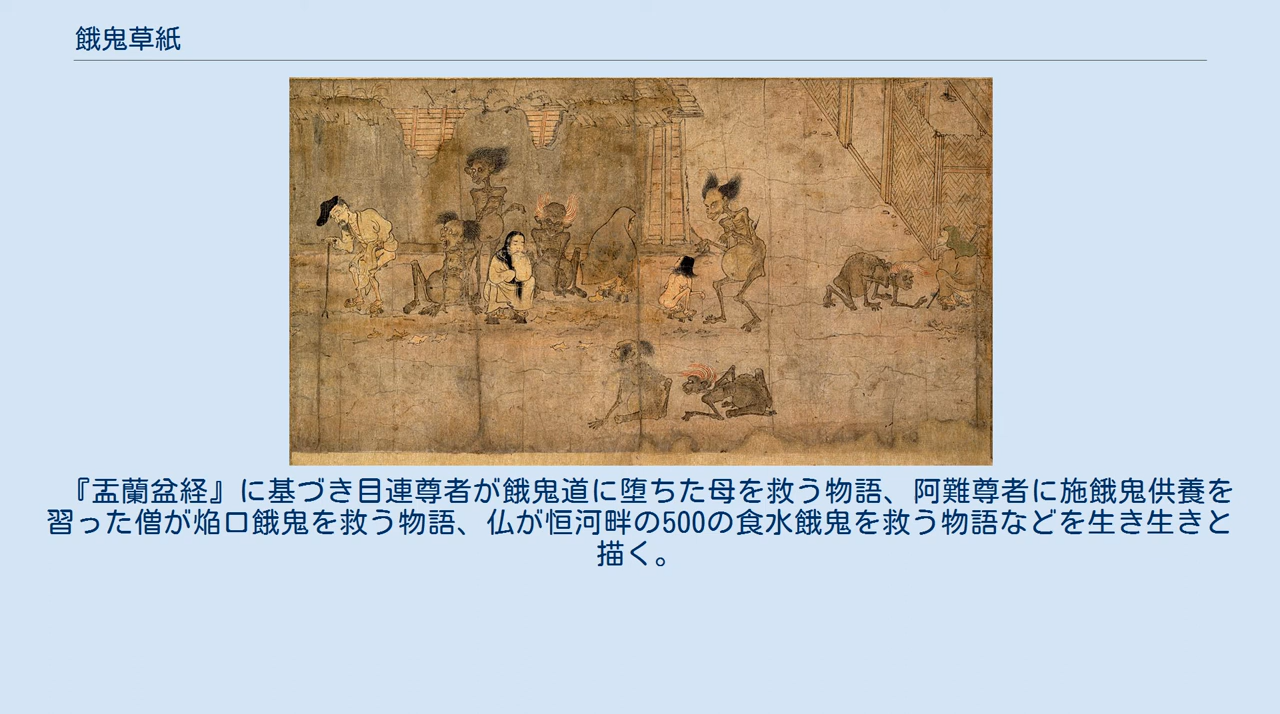 餓鬼草紙
『盂蘭盆経』に基づき目連尊者が餓鬼道に堕ちた母を救う物語、阿難尊者に施餓鬼供養を
習った僧が焔口餓鬼を救う物語、仏が恒河畔の500の食水餓鬼を救う物語などを生き生きと
描く。